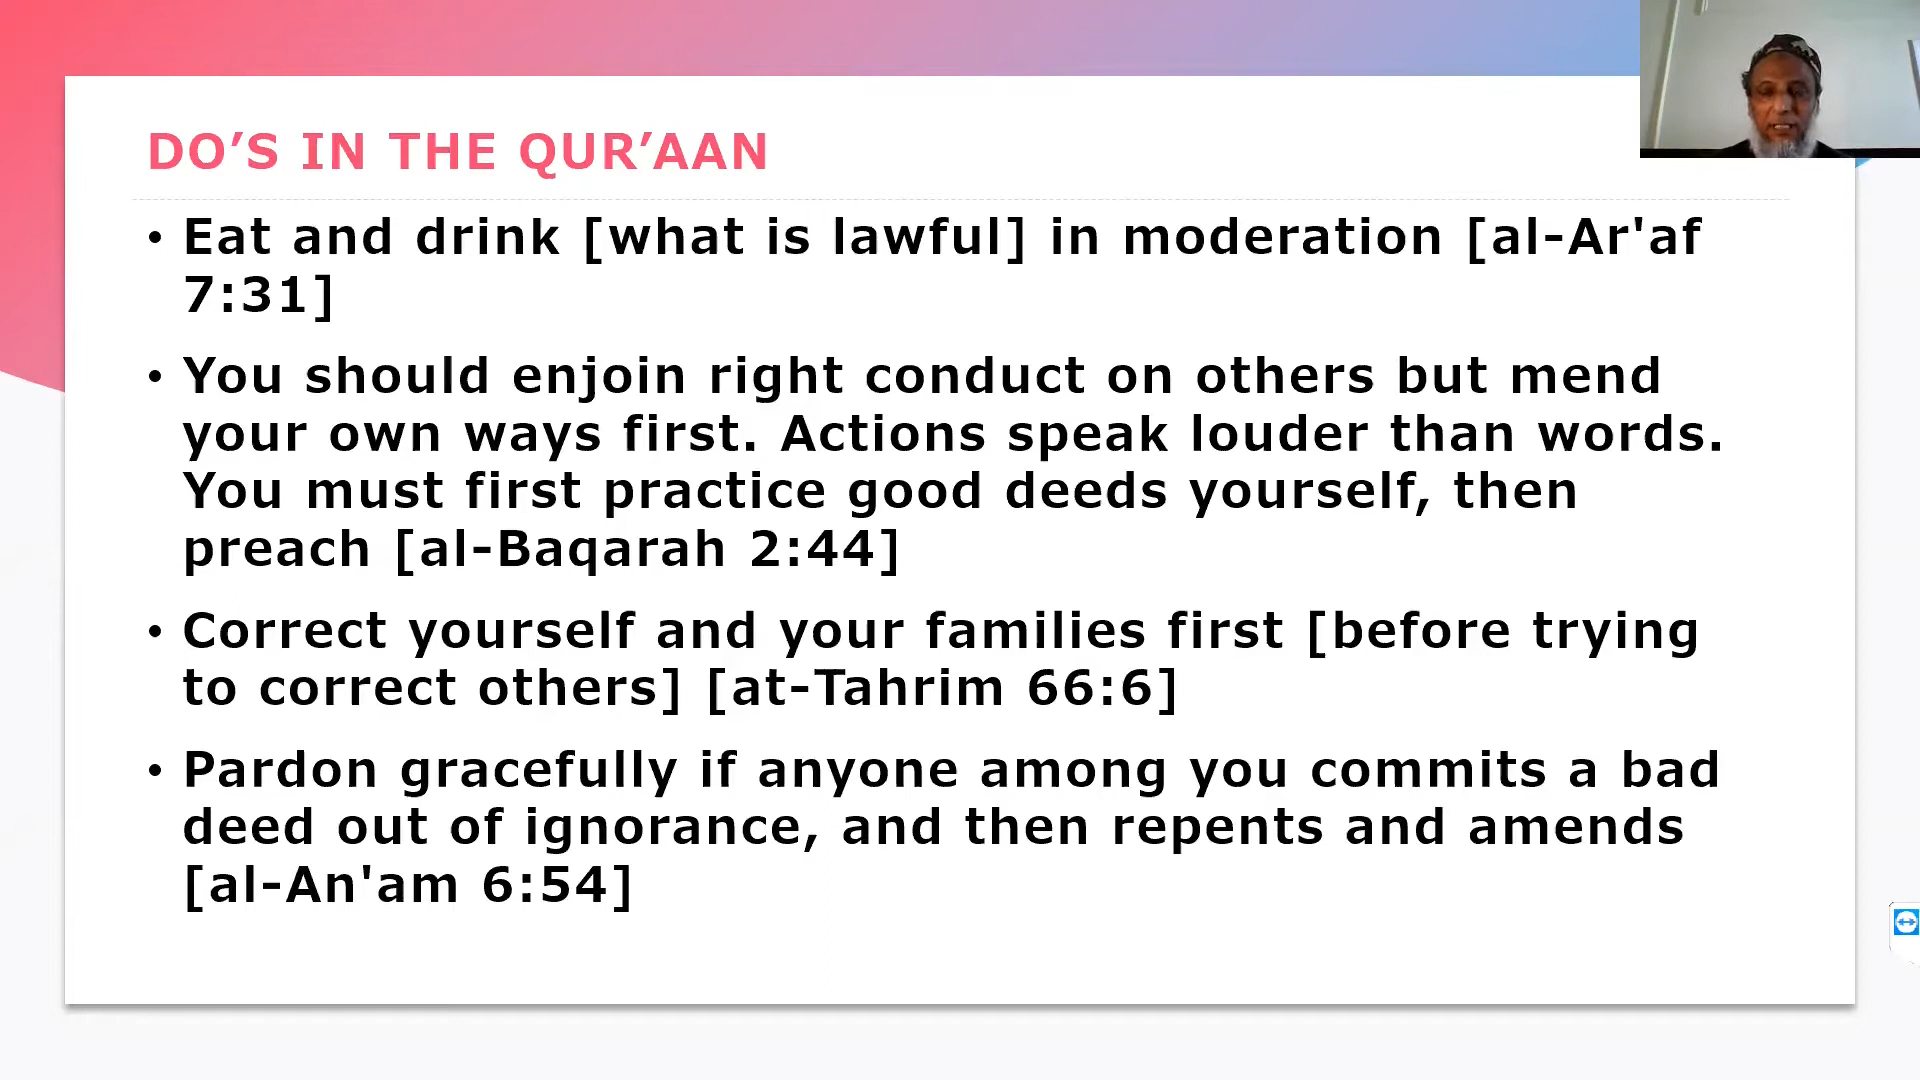 DO’S IN THE QUR’AAN
• Eat and drink [what is lawful] in moderation [al-Ar'af
7:31]
• You should enjoin right conduct on others but mend
your own ways first. Actions speak louder than words.
You must first practice good deeds yourself, then
preach [al-Baqarah 2:44]
• Correct yourself and your families first [before trying
to correct others] [at-Tahrim 66:6]
• Pardon gracefully if anyone among you commits a bad
deed out of ignorance, and then repents and amends
[al-An'am 6:54]